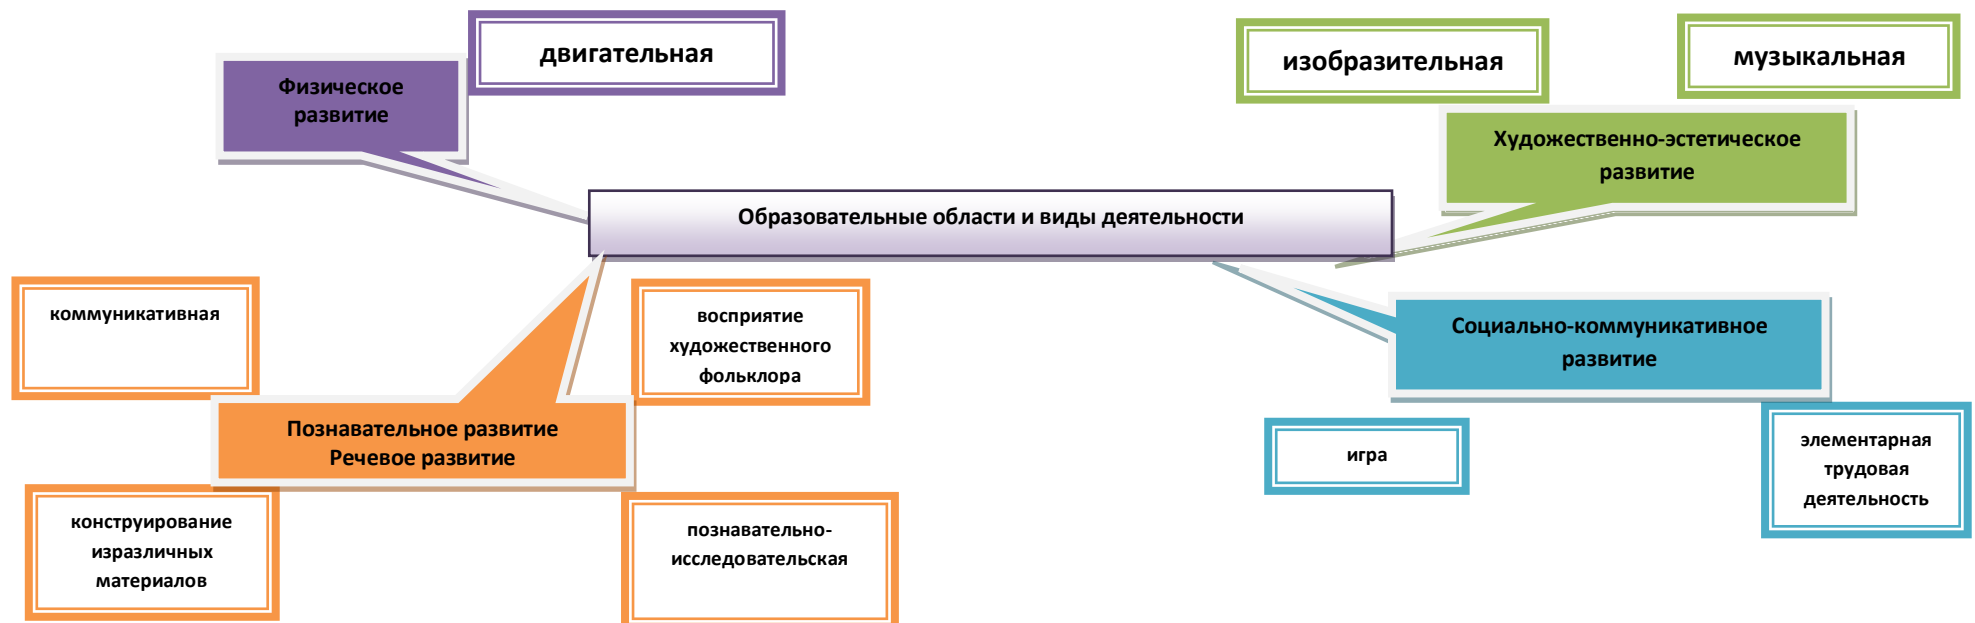 двигательная
изобразительная
музыкальная
Физическое
развитие
Художественно-эстетическое
развитие
Образовательные области и виды деятельности
коммуникативная
восприятие
художественного
фольклора
Социально-коммуникативное
развитие
Познавательное развитие
Речевое развитие
игра
элементарная
трудовая
деятельность
конструирование
изразличных
материалов
познавательно-
исследовательская